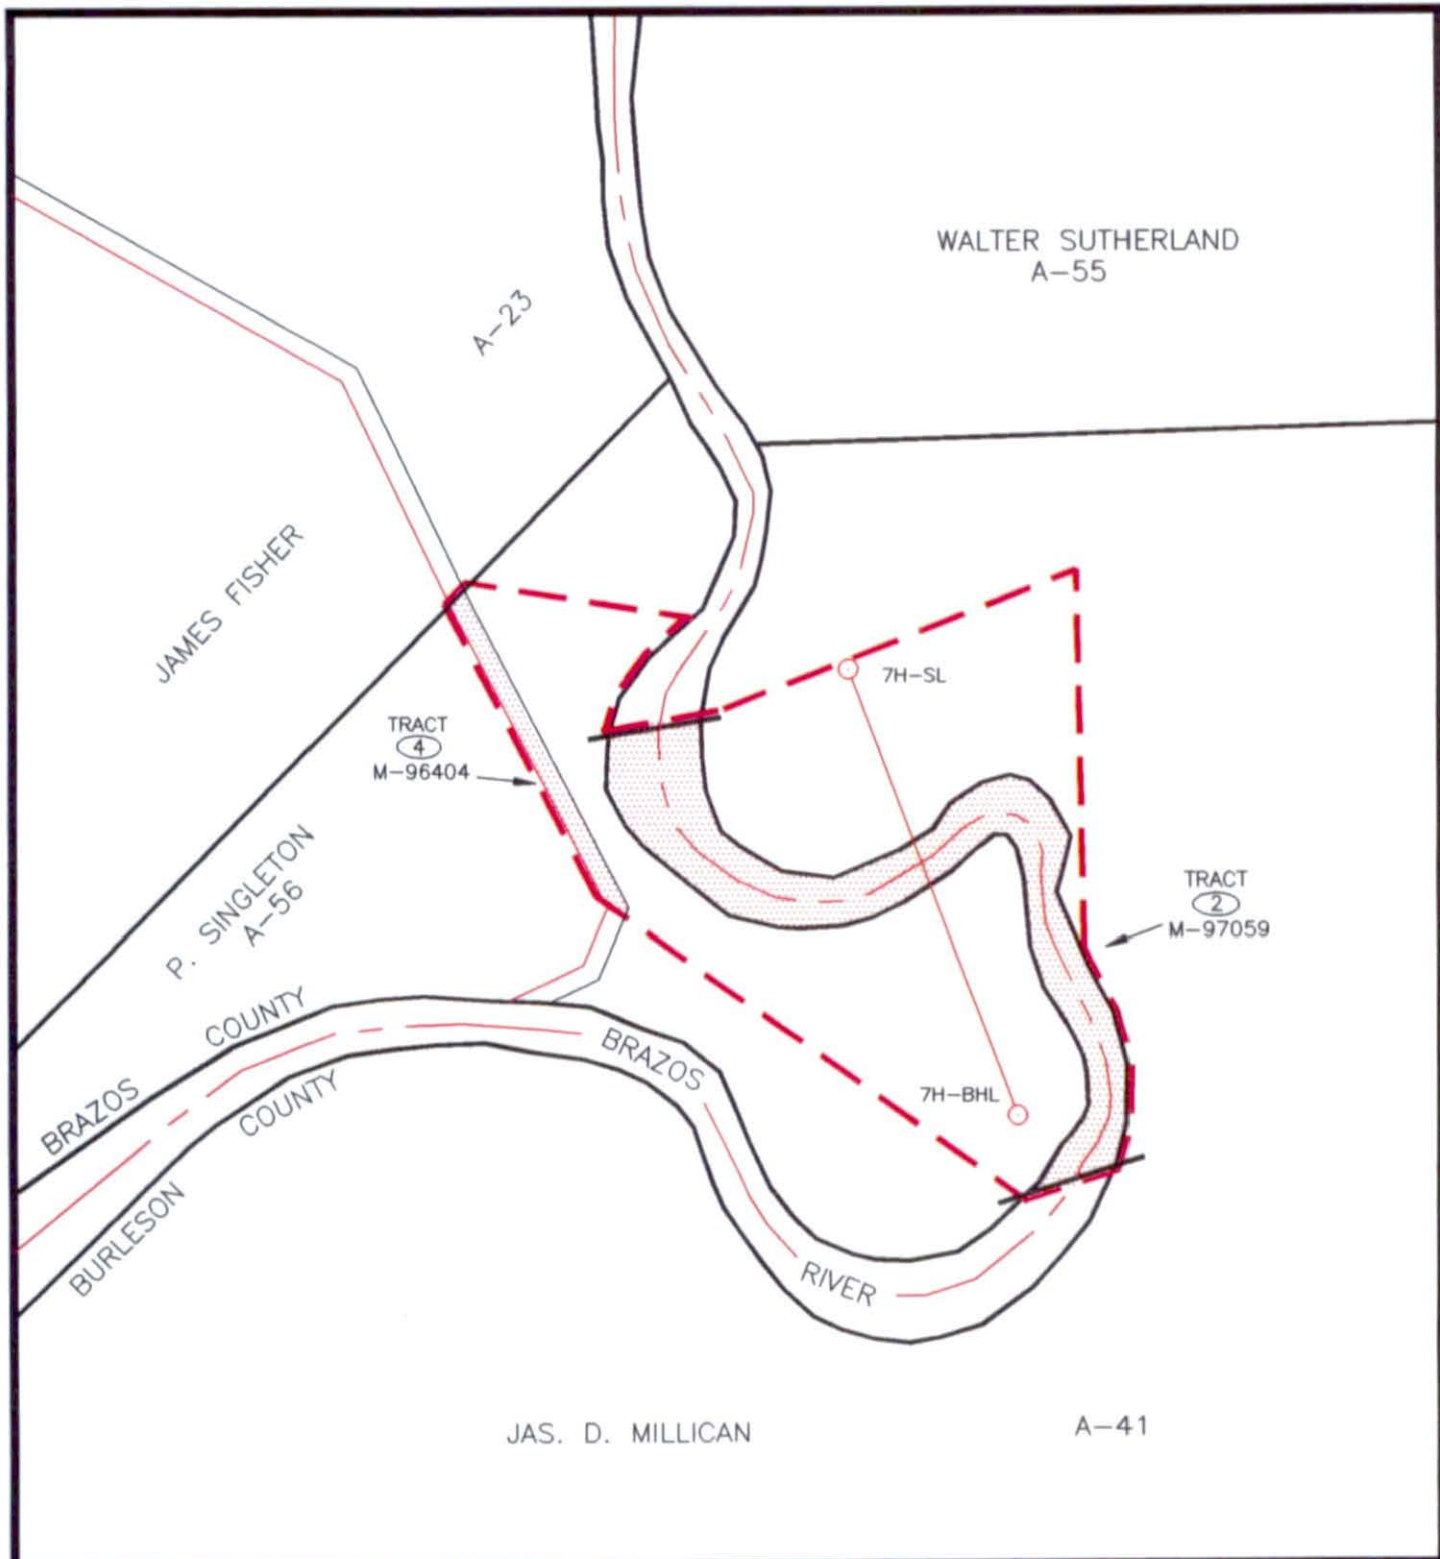 WALTER SUTHERLAND
A-55
A-23
JAMES FISHER
7H-SL
TRACT
4
M-96404
P. SINGLETON
A-56
TRACT
2
M-97059
BRAZOS COUNTY
BURLESON COUNTY
BRAZOS RIVER
7H-BHL
JAS. D. MILLICAN A-41